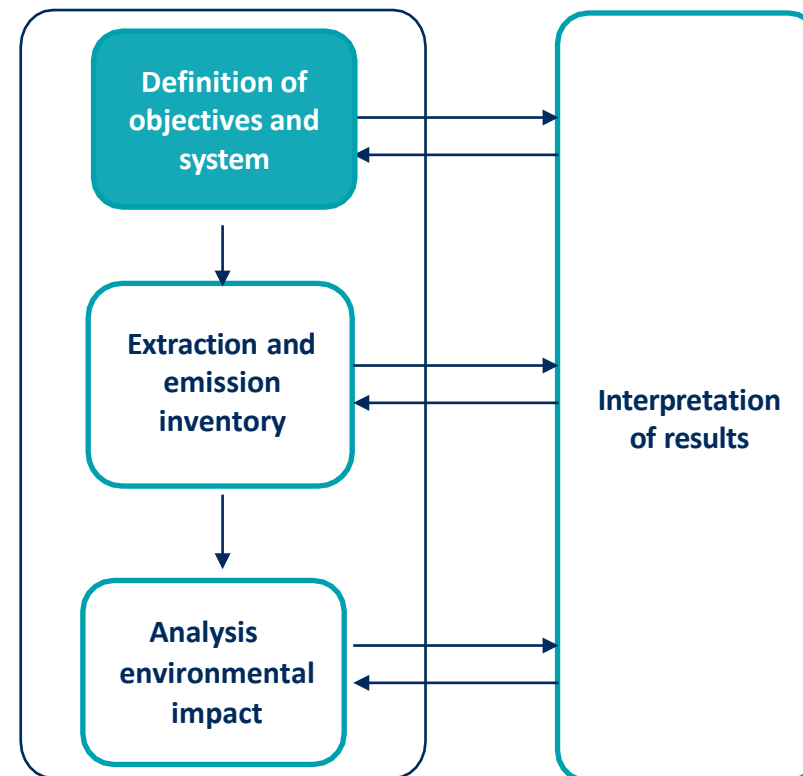 Definition of
objectives and
system
Extraction and
emission
inventory
Interpretation
of results
Analysis
environmental
impact